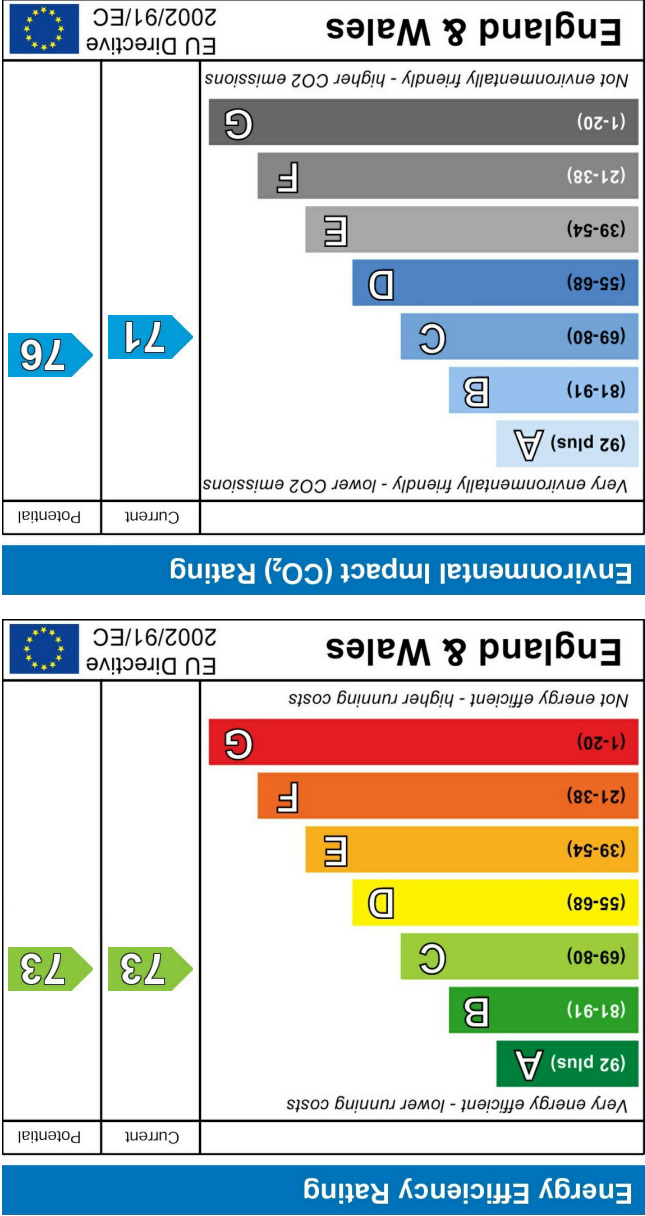 Energy Efficiency Rating
Current Potential
Very energy efficient - lower running costs
(92 plus) A
(81-91) B
(69-80) C
(55-68) D
(39-54) E
(21-38) F
(1-20) G
73 73
Not energy efficient - higher running costs
England & Wales
EU Directive
2002/91/EC
Environmental Impact (CO₂) Rating
Current Potential
Very environmentally friendly - lower CO2 emissions
(92 plus) A
(81-91) B
(69-80) C
(55-68) D
(39-54) E
(21-38) F
(1-20) G
71 76
Not environmentally friendly - higher CO2 emissions
England & Wales
EU Directive
2002/91/EC